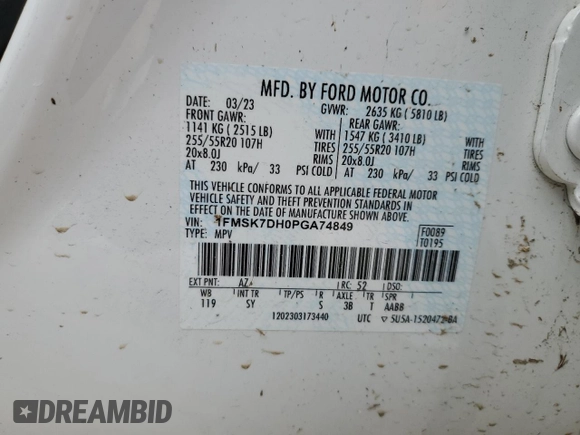 MFD. BY FORD MOTOR CO.
DATE: 03/23 GVWR: 2635 KG ( 5810 LB)
FRONT GAWR: REAR GAWR:
1141 KG ( 2515 LB) WITH 1547 KG ( 3410 LB) WITH
255/55R20 107H TIRES 255/55R20 107H TIRES
20x8.0J RIMS 20x8.0J RIMS
AT 230 kPa/ 33 PSI COLD AT 230 kPa/ 33 PSI COLD
THIS VEHICLE CONFORMS TO ALL APPLICABLE FEDERAL MOTOR
VEHICLE SAFETY AND THEFT PREVENTION STANDARDS IN
EFFECT ON THE DATE OF MANUFACTURE SHOWN ABOVE.
VIN: 1FMSK7DH0PGA74849 F0089
TYPE: MPV T0195
EXT PNT: AZ RC: 52 DSO:
WB INT TR TP/PS R AXLE TR SPR
119 SY S 3B T AABB
1202303173440 UTC 5U5A-1520472-BA
DREAMBID